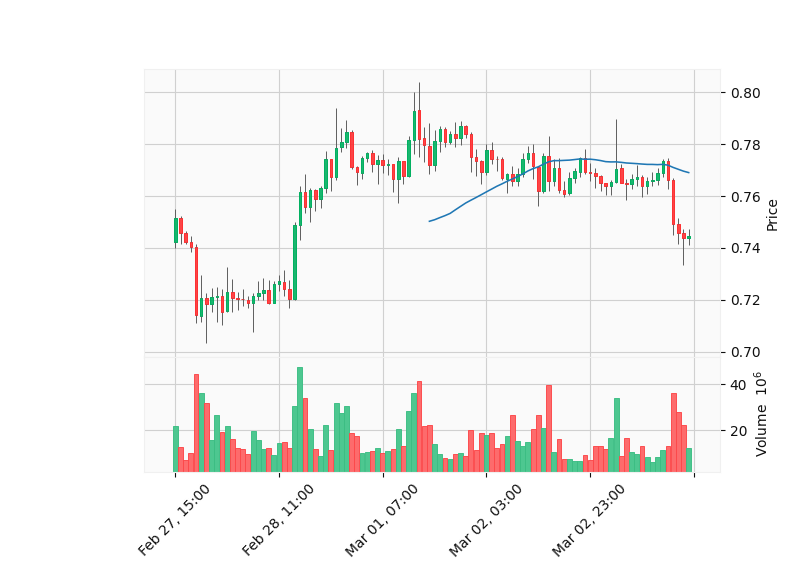 0.80
0.78
0.76
0.74
0.72
0.70
Price
40
20
Volume 10^6
Feb 27, 15:00
Feb 28, 11:00
Mar 01, 07:00
Mar 02, 03:00
Mar 02, 23:00